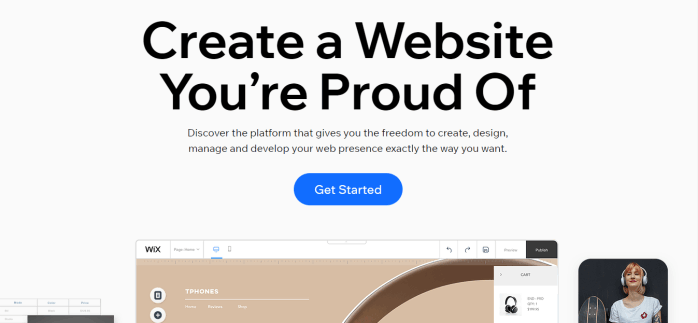 Create a Website
You're Proud Of
Discover the platform that gives you the freedom to create, design,
manage and develop your web presence exactly the way you want.
Get Started
WiX
Page: Home
Preview
Publish
CART
TPHONES
Home
Shop